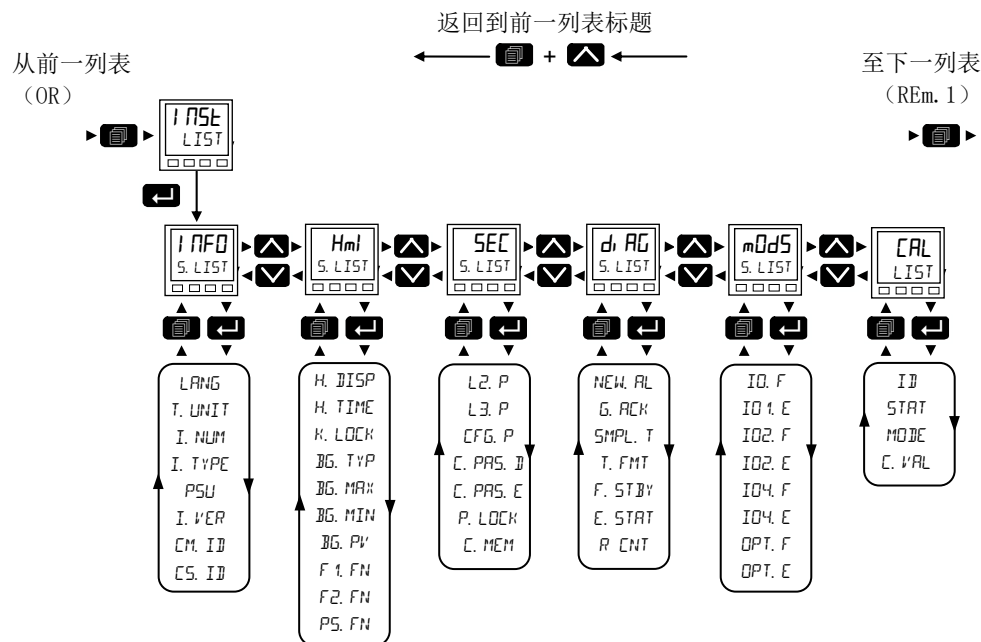 返回到前一列表标题
+
从前一列表
（OR）
至下一列表
（REm.1）
INSt
LIST
INFO
S.LIST
HmI
S.LIST
SEC
S.LIST
diAG
S.LIST
mOdS
S.LIST
CAL
LIST
LANG
T.UNIT
I.NUM
I.TYPE
PSU
I.VER
CM.ID
CS.ID
H.DISP
H.TIME
K.LOCK
BG.TYP
BG.MAX
BG.MIN
BG.PV
F1.FN
F2.FN
PS.FN
L2.P
L3.P
CFG.P
C.PAS.D
C.PAS.E
P.LOCK
C.MEM
NEW.AL
G.ACK
SMPL.T
T.FMT
F.STBY
E.STAT
R CNT
IO.F
IO1.E
IO2.F
IO2.E
IO4.F
IO4.E
OPT.F
OPT.E
ID
STAT
MODE
C.VAL